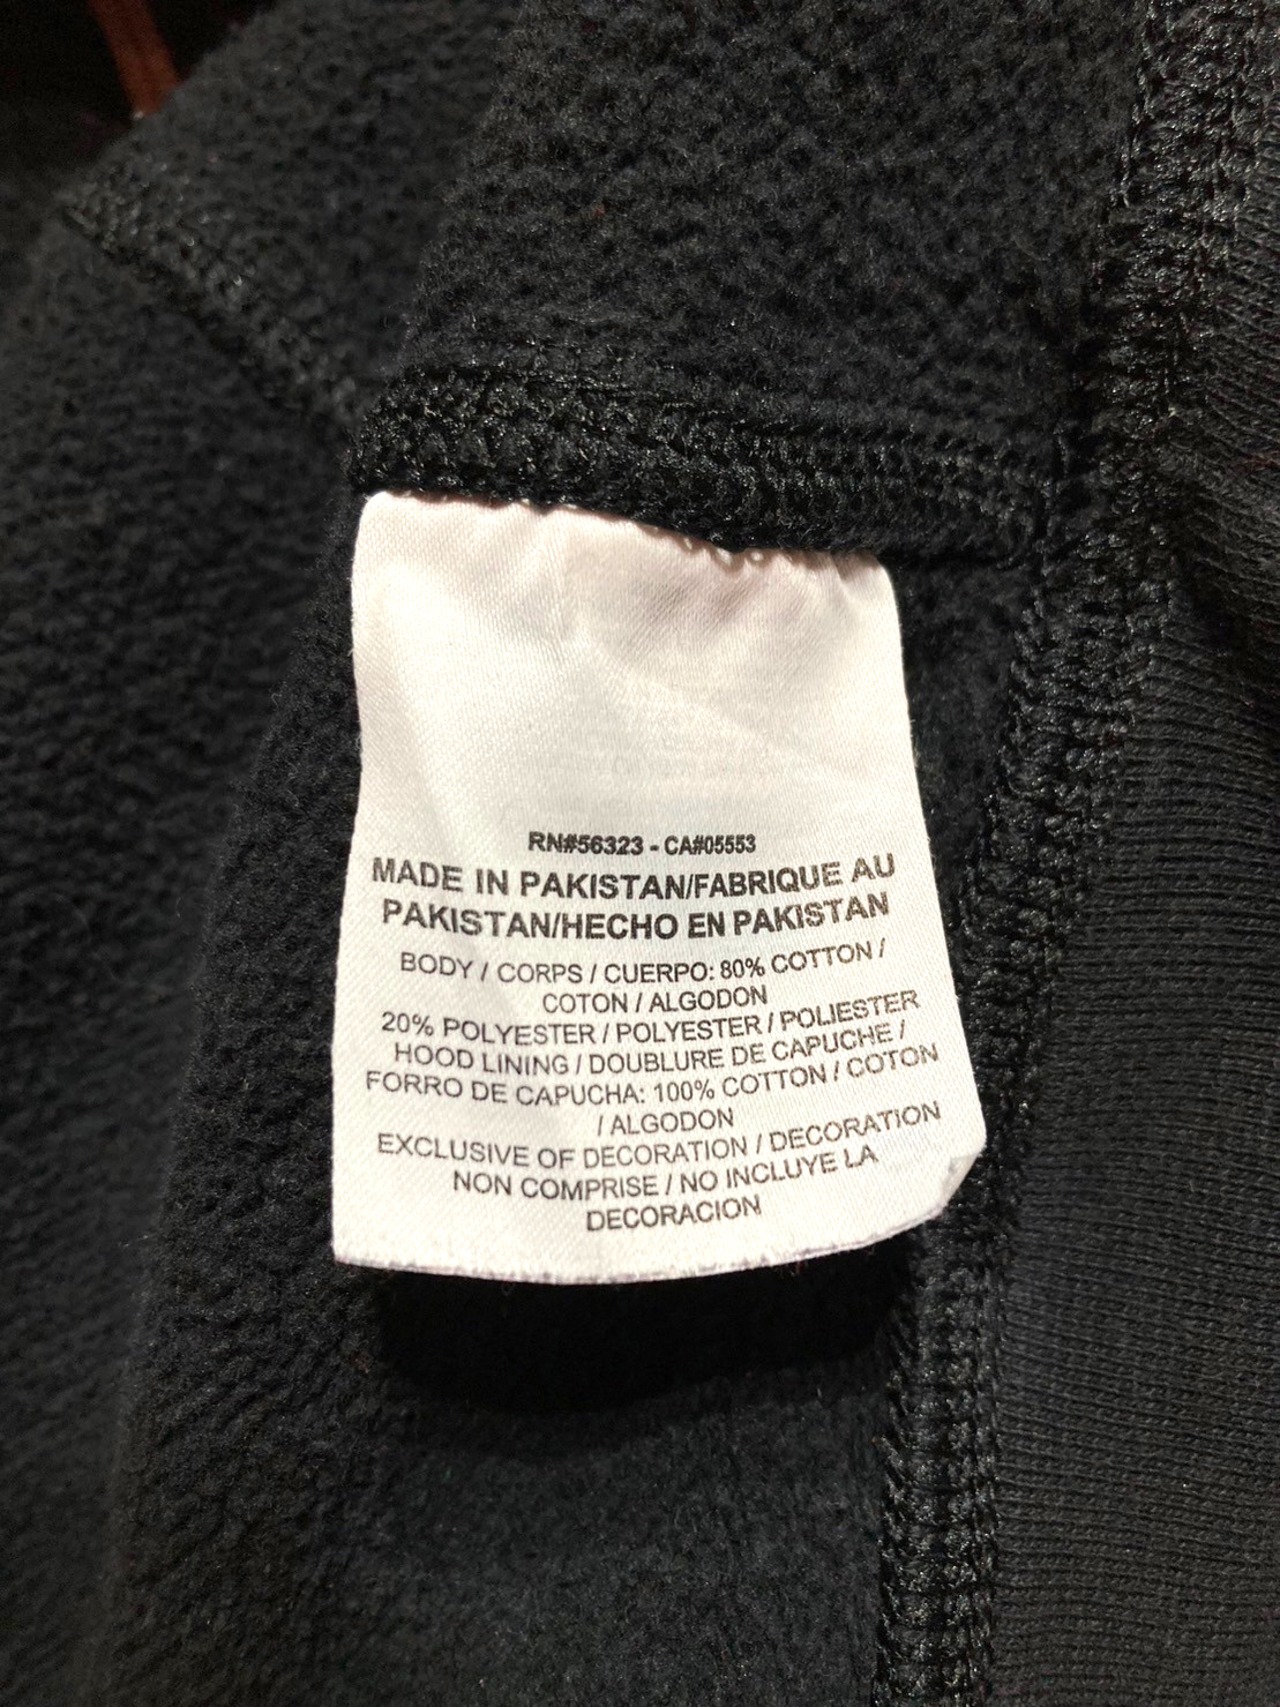 RN#56323 - CA#05553
MADE IN PAKISTAN/FABRIQUE AU
PAKISTAN/HECHO EN PAKISTAN
BODY / CORPS / CUERPO: 80% COTTON /
COTON / ALGODON
20% POLYESTER / POLYESTER / POLIESTER
HOOD LINING / DOUBLURE DE CAPUCHE /
FORRO DE CAPUCHA: 100% COTTON / COTON
/ ALGODON
EXCLUSIVE OF DECORATION / DECORATION
NON COMPRISE / NO INCLUYE LA
DECORACION